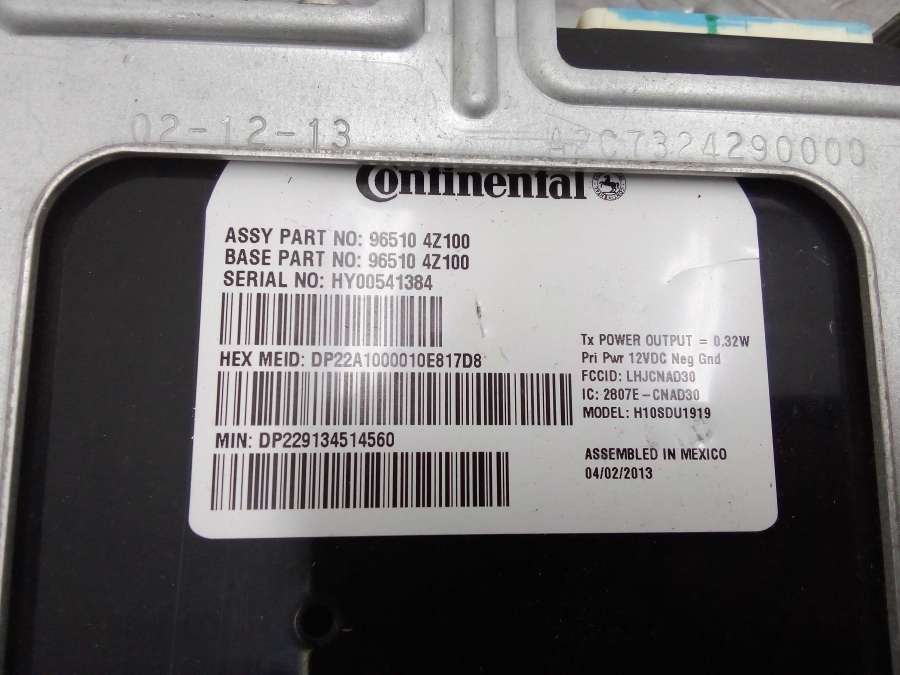 02-12-13
A2C7324290000
Continental
ASSY PART NO: 96510 4Z100
BASE PART NO: 96510 4Z100
SERIAL NO: HY00541384
HEX MEID: DP22A1000010E817D8
MIN: DP229134514560
Tx POWER OUTPUT = 0.32W
Pri Pwr 12VDC Neg Gnd
FCCID: LHJCNAD30
IC: 2807E-CNAD30
MODEL: H10SDU1919
ASSEMBLED IN MEXICO
04/02/2013